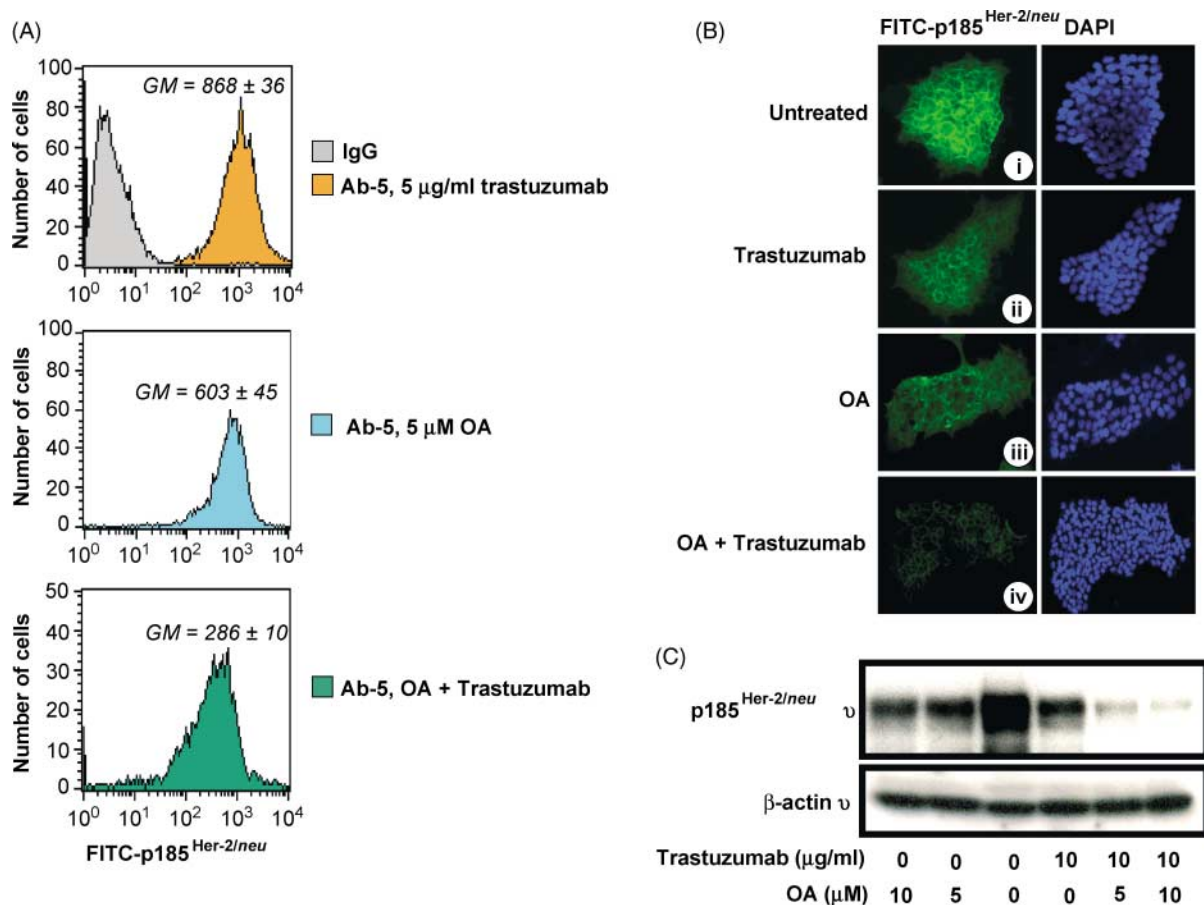 (A)
100
80
60
40
20
0
Number of cells
GM = 868 ± 36
10^0 10^1 10^2 10^3 10^4
IgG
Ab-5, 5 μg/ml trastuzumab
100
80
60
40
20
0
Number of cells
GM = 603 ± 45
10^0 10^1 10^2 10^3 10^4
Ab-5, 5 μM OA
50
40
30
20
10
0
Number of cells
GM = 286 ± 10
10^0 10^1 10^2 10^3 10^4
Ab-5, OA + Trastuzumab
FITC-p185^Her-2/neu
(B)
FITC-p185^Her-2/neu DAPI
Untreated
i
Trastuzumab
ii
OA
iii
OA + Trastuzumab
iv
(C)
p185^Her-2/neu υ
β-actin υ
Trastuzumab (μg/ml) 0 0 0 10 10 10
OA (μM) 10 5 0 0 5 10